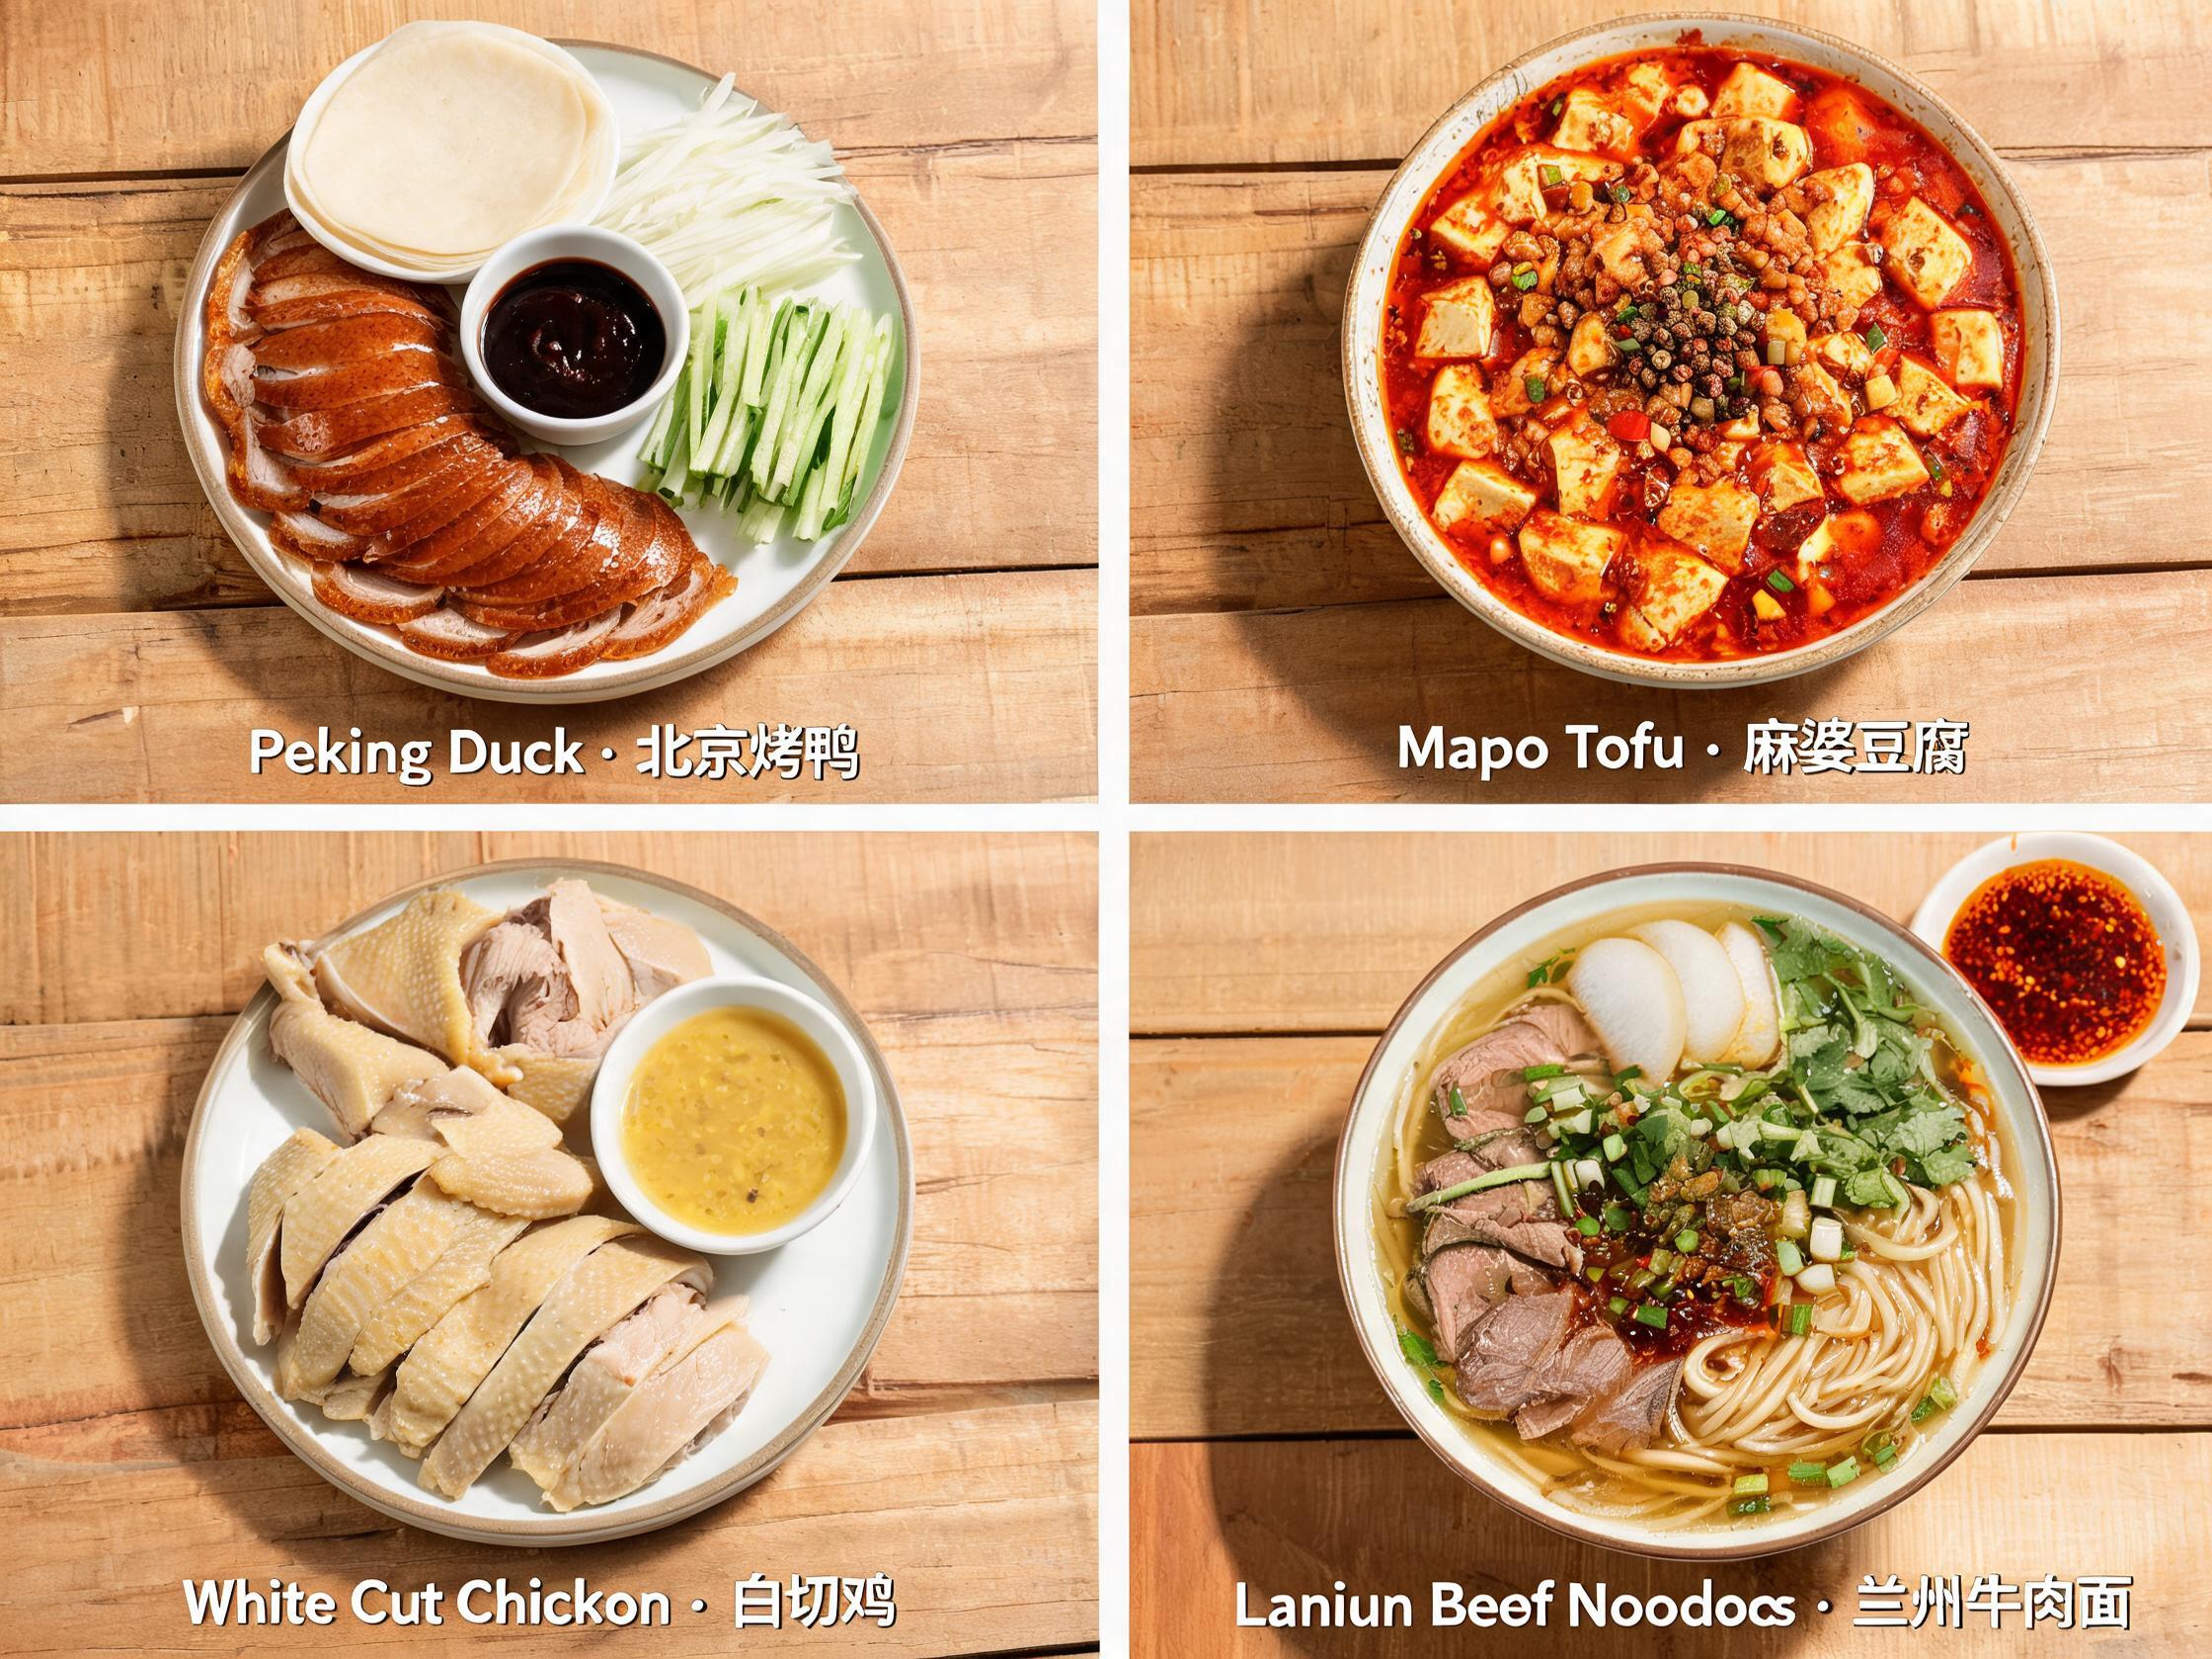 Peking Duck · 北京烤鸭
Mapo Tofu · 麻婆豆腐
White Cut Chickon · 白切鸡
Laniun Beef Noodocs · 兰州牛肉面